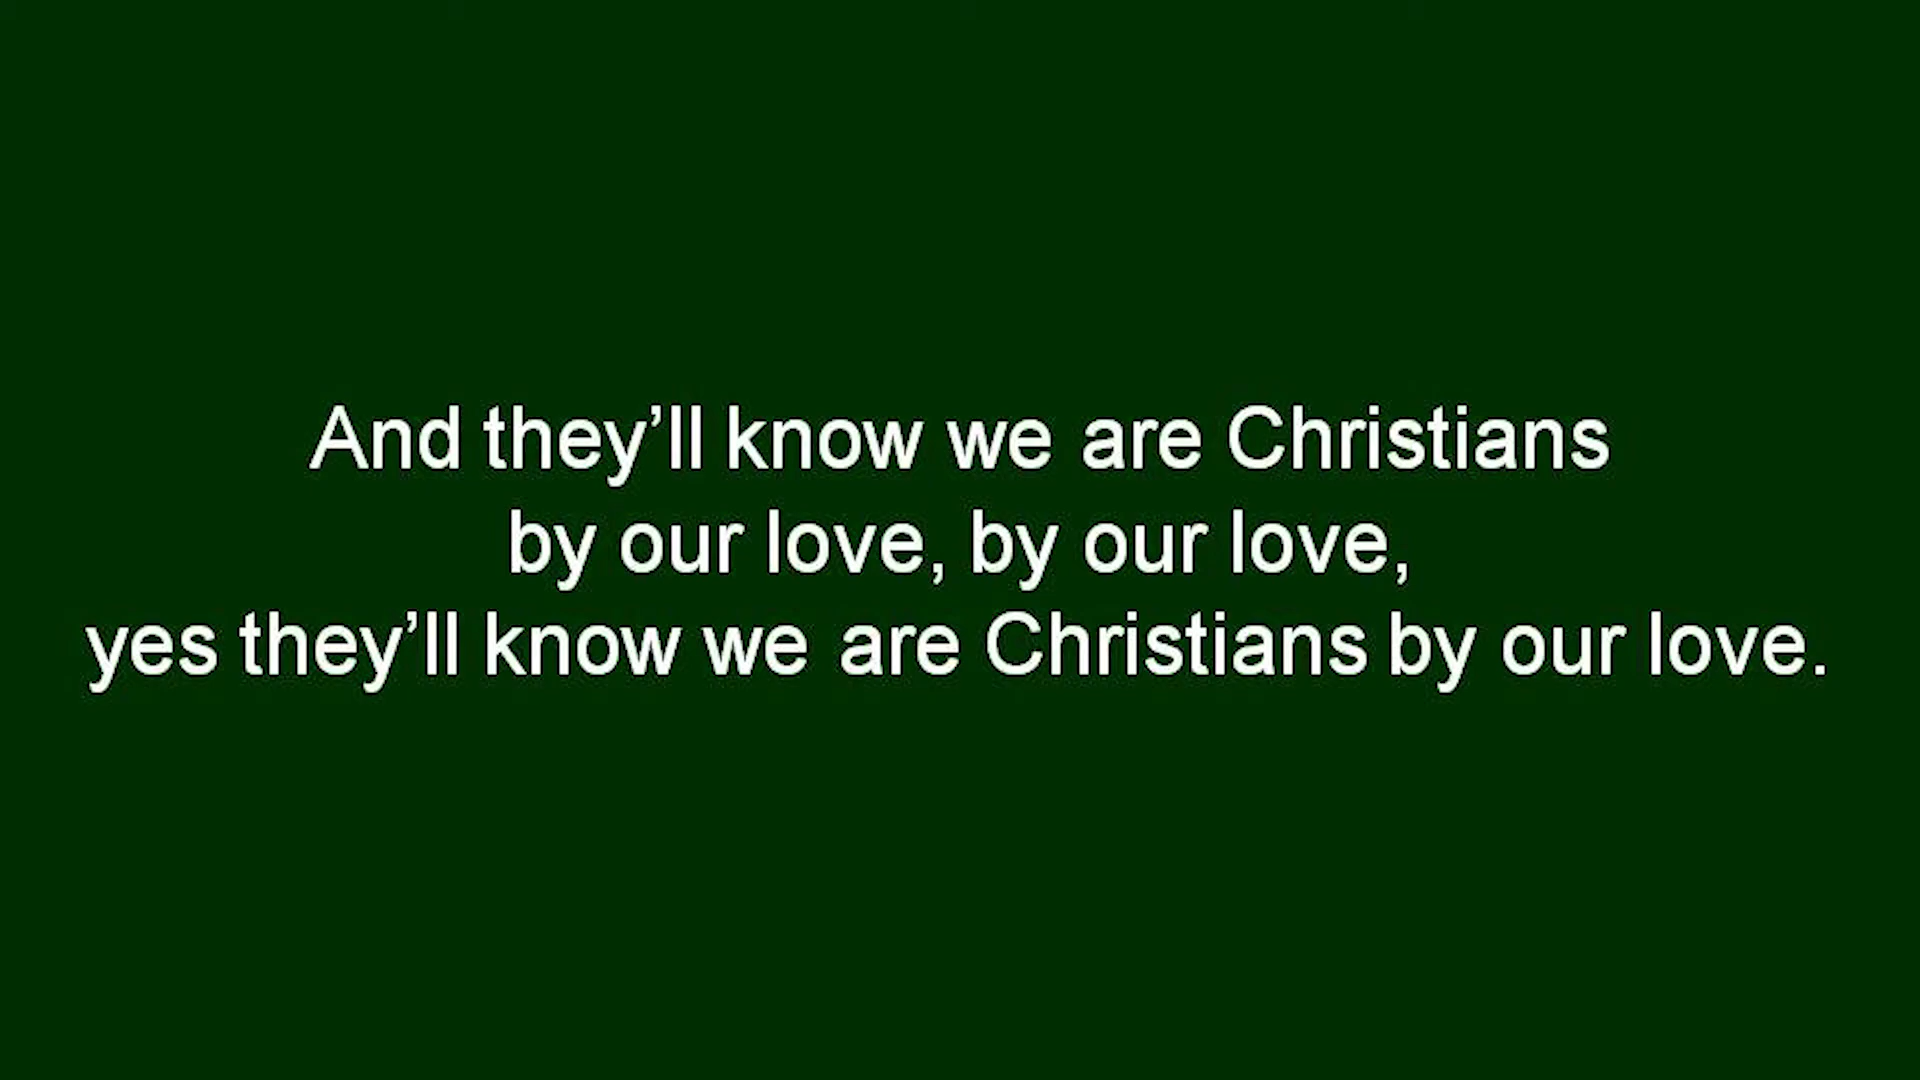 And they’ll know we are Christians
by our love, by our love,
yes they’ll know we are Christians by our love.